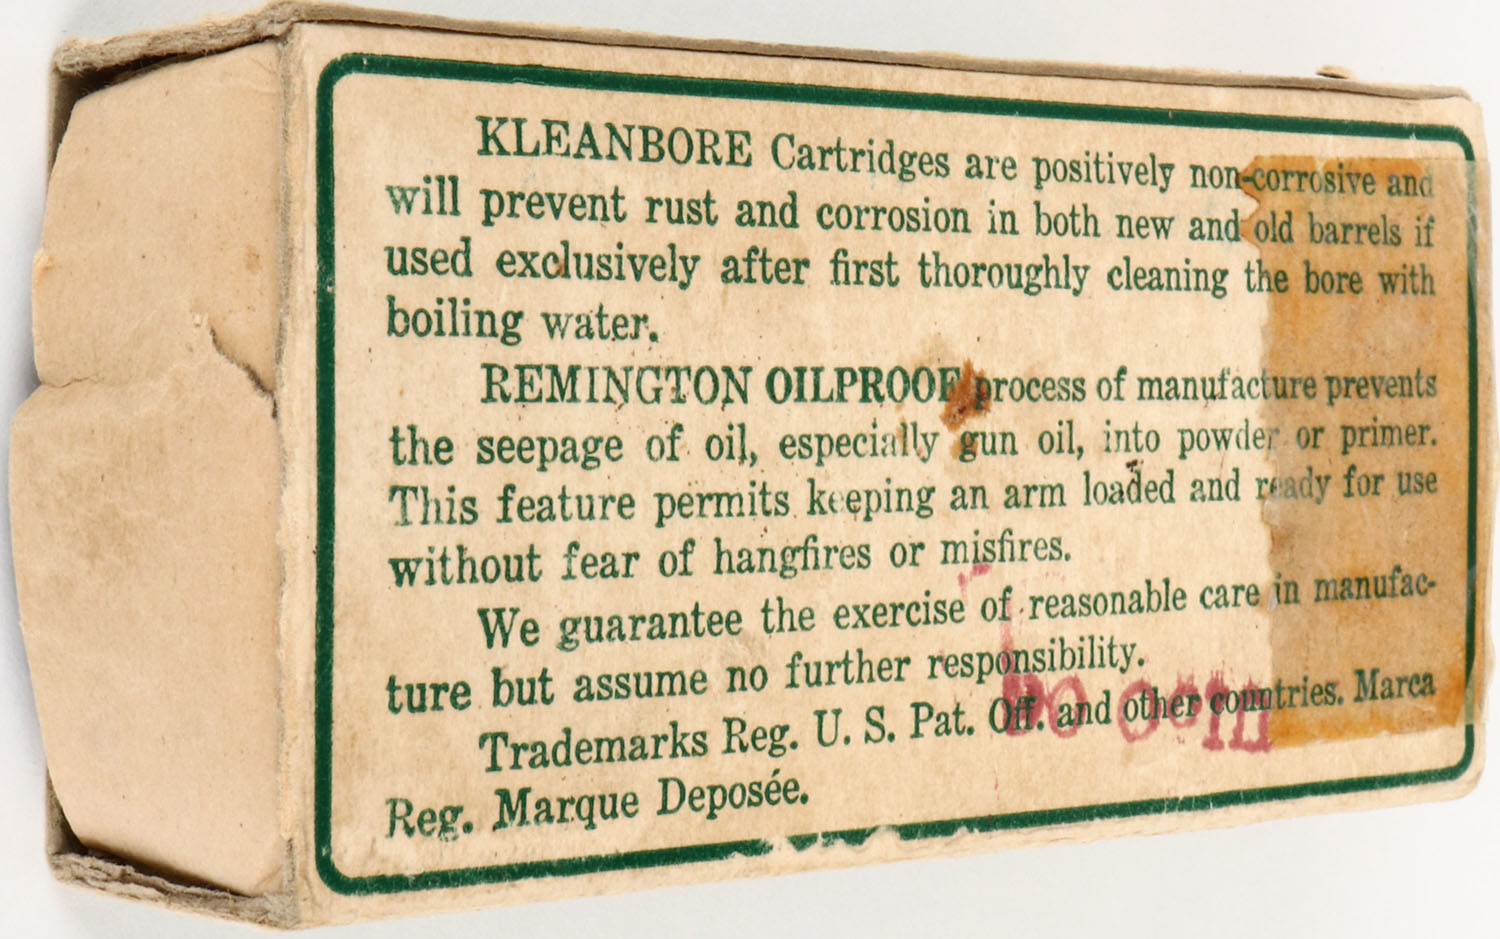 KLEANBORE Cartridges are positively non-corrosive and
will prevent rust and corrosion in both new and old barrels if
used exclusively after first thoroughly cleaning the bore with
boiling water.
REMINGTON OILPROOF process of manufacture prevents
the seepage of oil, especially gun oil, into powder or primer.
This feature permits keeping an arm loaded and ready for use
without fear of hangfires or misfires.
We guarantee the exercise of reasonable care in manufac-
ture but assume no further responsibility.
Trademarks Reg. U. S. Pat. Off. and other countries. Marca
Reg. Marque Deposée.